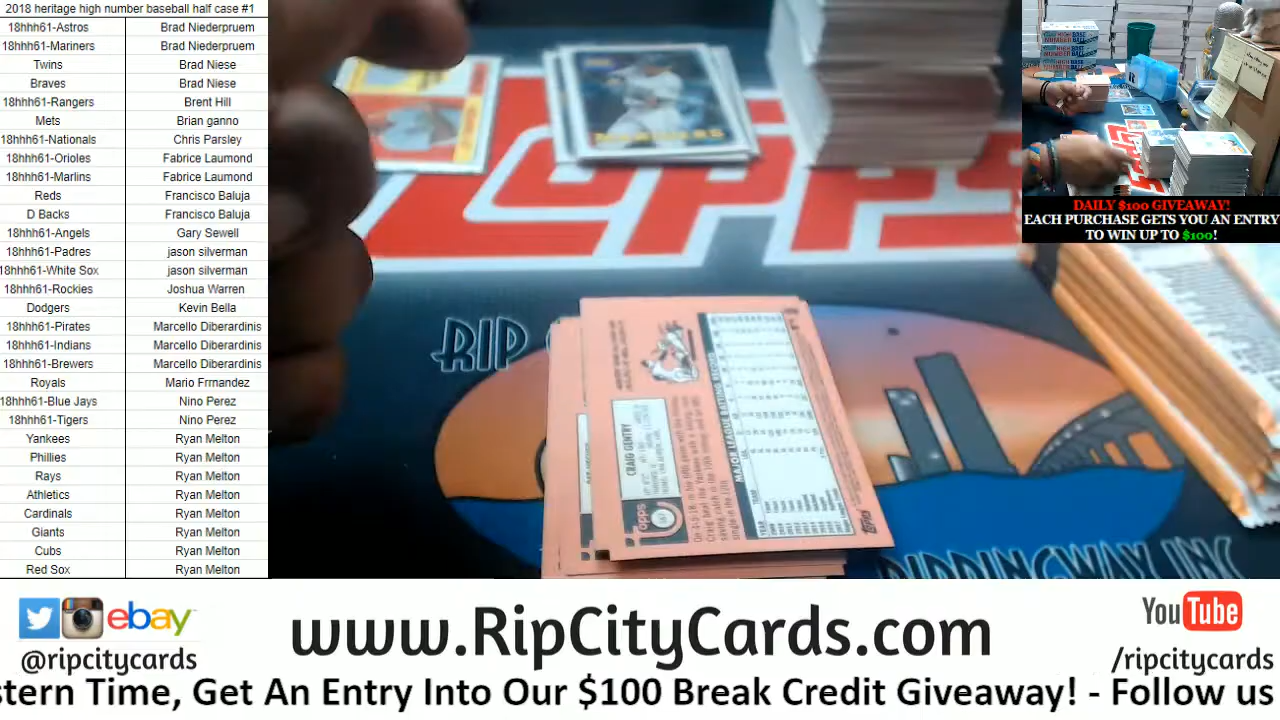 2018 heritage high number baseball half case #1
18hhh61-Astros Brad Niederpruem
18hhh61-Mariners Brad Niederpruem
Twins Brad Niese
Braves Brad Niese
18hhh61-Rangers Brent Hill
Mets Brian ganno
18hhh61-Nationals Chris Parsley
18hhh61-Orioles Fabrice Laumond
18hhh61-Marlins Fabrice Laumond
Reds Francisco Baluja
D Backs Francisco Baluja
18hhh61-Angels Gary Sewell
18hhh61-Padres jason silverman
18hhh61-White Sox jason silverman
18hhh61-Rockies Joshua Warren
Dodgers Kevin Bella
18hhh61-Pirates Marcello Diberardinis
18hhh61-Indians Marcello Diberardinis
18hhh61-Brewers Marcello Diberardinis
Royals Mario Frrnandez
18hhh61-Blue Jays Nino Perez
18hhh61-Tigers Nino Perez
Yankees Ryan Melton
Phillies Ryan Melton
Rays Ryan Melton
Athletics Ryan Melton
Cardinals Ryan Melton
Giants Ryan Melton
Cubs Ryan Melton
Red Sox Ryan Melton
MARINERS
TOPPS
RIP
CRAIG GENTRY
MAJOR LEAGUE BATTING RECORD
Topps
RIPPINGWAY INC
DAILY $100 GIVEAWAY!
EACH PURCHASE GETS YOU AN ENTRY
TO WIN UP TO $100!
ebay
@ripcitycards
www.RipCityCards.com
YouTube
/ripcitycards
stern Time, Get An Entry Into Our $100 Break Credit Giveaway! - Follow us